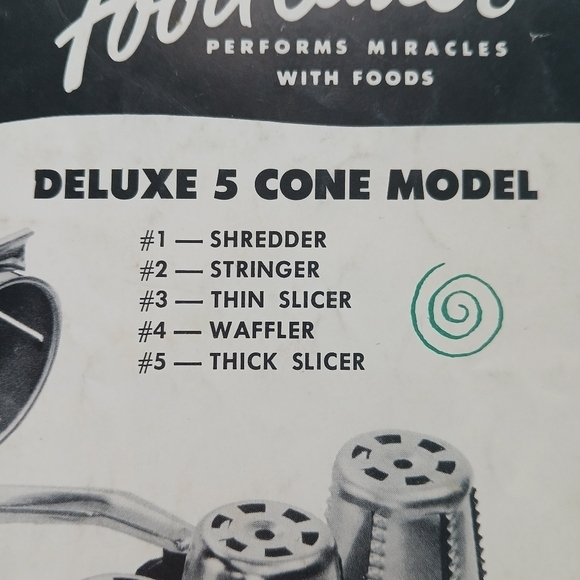 food
PERFORMS MIRACLES
WITH FOODS
DELUXE 5 CONE MODEL
#1 — SHREDDER
#2 — STRINGER
#3 — THIN SLICER
#4 — WAFFLER
#5 — THICK SLICER